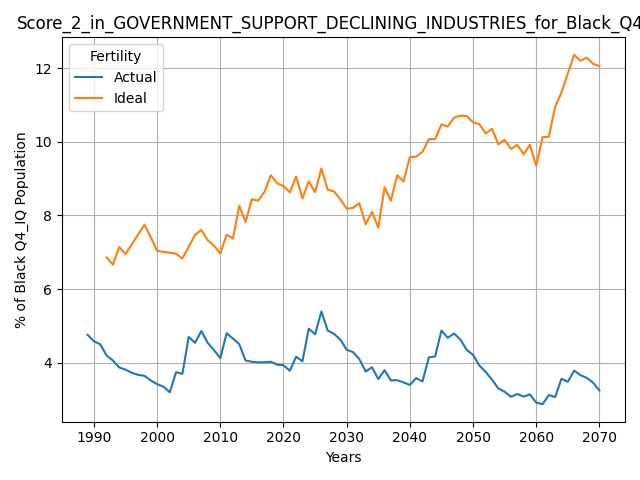 Score_2_in_GOVERNMENT_SUPPORT_DECLINING_INDUSTRIES_for_Black_Q4
Fertility
Actual
Ideal
% of Black Q4_IQ Population
12
10
8
6
4
1990 2000 2010 2020 2030 2040 2050 2060 2070
Years